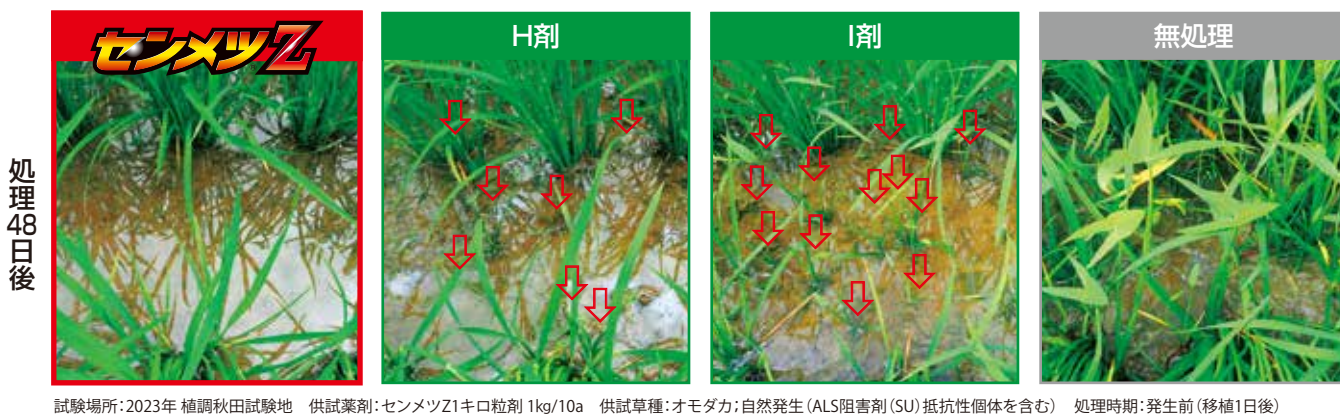 センメツZ
H剤
I剤
無処理
処理48日後
試験場所：2023年 植調秋田試験地　供試薬剤：センメツZ1キロ粒剤 1kg/10a　供試草種：オモダカ；自然発生（ALS阻害剤（SU）抵抗性個体を含む）　処理時期：発生前（移植1日後）